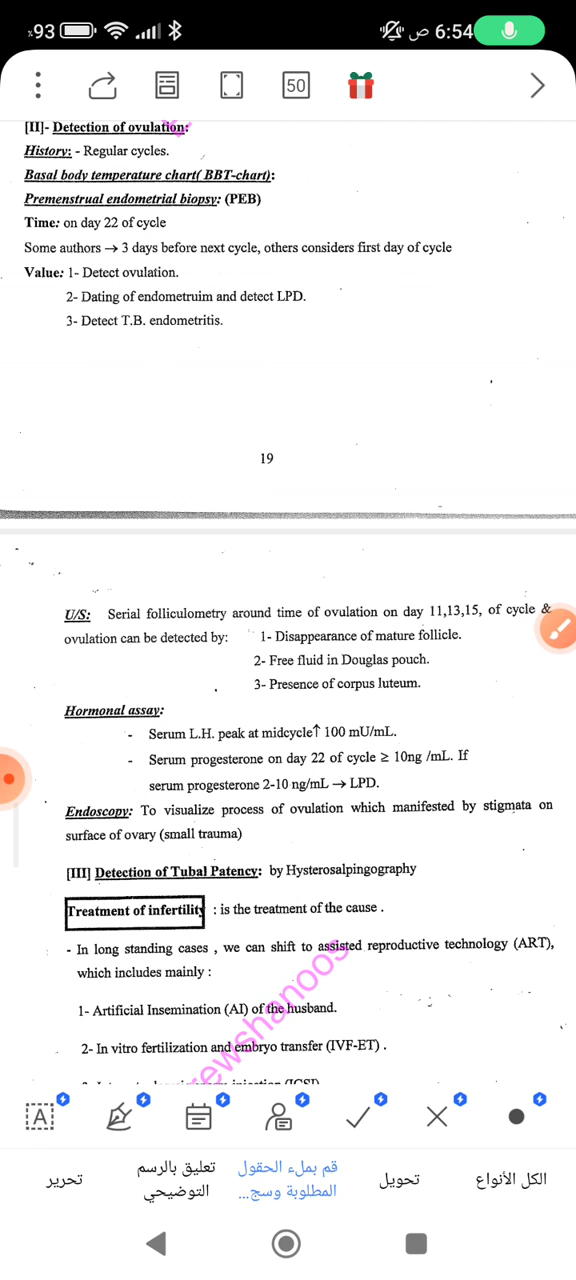 %93
6:54 ص
50
[II]- Detection of ovulation:
History: - Regular cycles.
Basal body temperature chart( BBT-chart):
Premenstrual endometrial biopsy: (PEB)
Time: on day 22 of cycle
Some authors → 3 days before next cycle, others considers first day of cycle
Value: 1- Detect ovulation.
2- Dating of endometruim and detect LPD.
3- Detect T.B. endometritis.
19
U/S: Serial folliculometry around time of ovulation on day 11,13,15, of cycle &
ovulation can be detected by: 1- Disappearance of mature follicle.
2- Free fluid in Douglas pouch.
3- Presence of corpus luteum.
Hormonal assay:
- Serum L.H. peak at midcycle↑ 100 mU/mL.
- Serum progesterone on day 22 of cycle ≥ 10ng /mL. If
serum progesterone 2-10 ng/mL → LPD.
Endoscopy: To visualize process of ovulation which manifested by stigmata on
surface of ovary (small trauma)
[III] Detection of Tubal Patency: by Hysterosalpingography
Treatment of infertility : is the treatment of the cause .
- In long standing cases , we can shift to assisted reproductive technology (ART),
which includes mainly :
1- Artificial Insemination (AI) of the husband.
2- In vitro fertilization and embryo transfer (IVF-ET) .
ewshanoos
A
الكل الأنواع
تحويل
قم بملء الحقول
المطلوبة وسج...
تعليق بالرسم
التوضيحي
تحرير